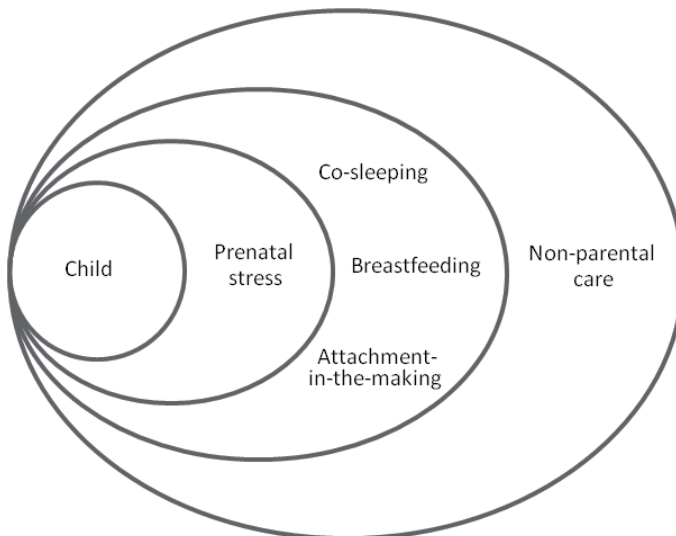 Child
Prenatal
stress
Co-sleeping
Breastfeeding
Attachment-
in-the-making
Non-parental
care